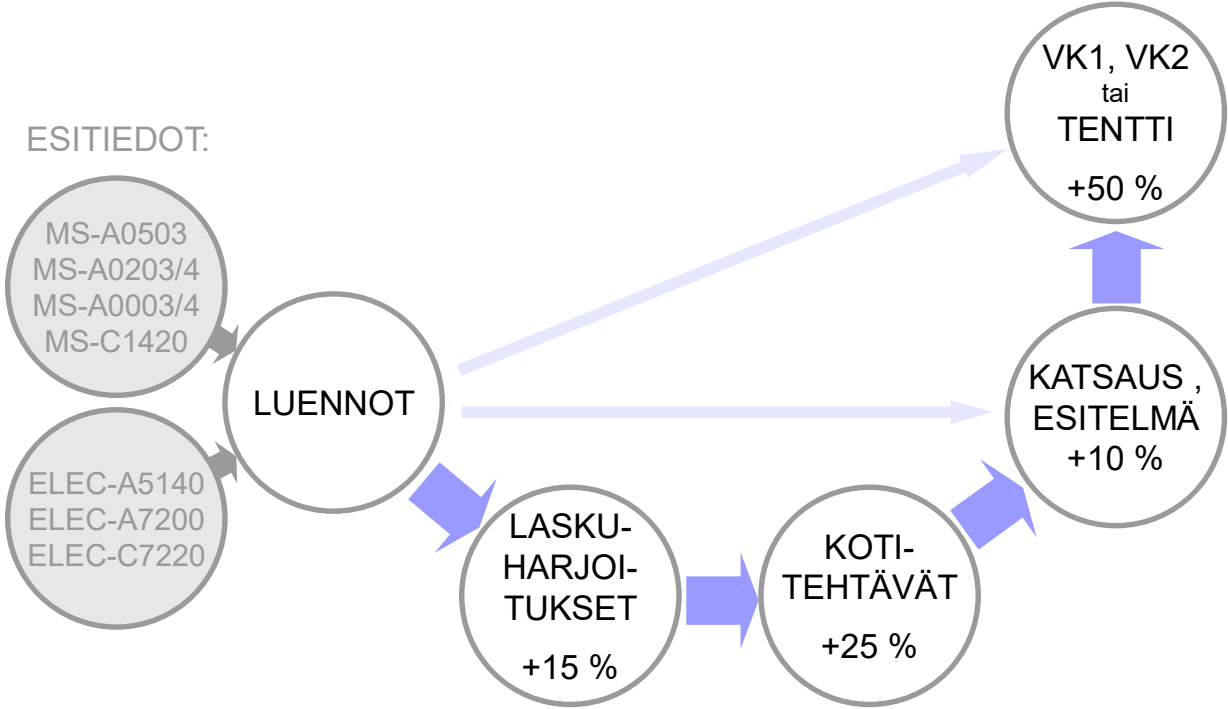 ESITIEDOT:
MS-A0503
MS-A0203/4
MS-A0003/4
MS-C1420
ELEC-A5140
ELEC-A7200
ELEC-C7220
LUENNOT
LASKU-
HARJOI-
TUKSET
+15 %
KOTI-
TEHTÄVÄT
+25 %
KATSAUS ,
ESITELMÄ
+10 %
VK1, VK2
tai
TENTTI
+50 %